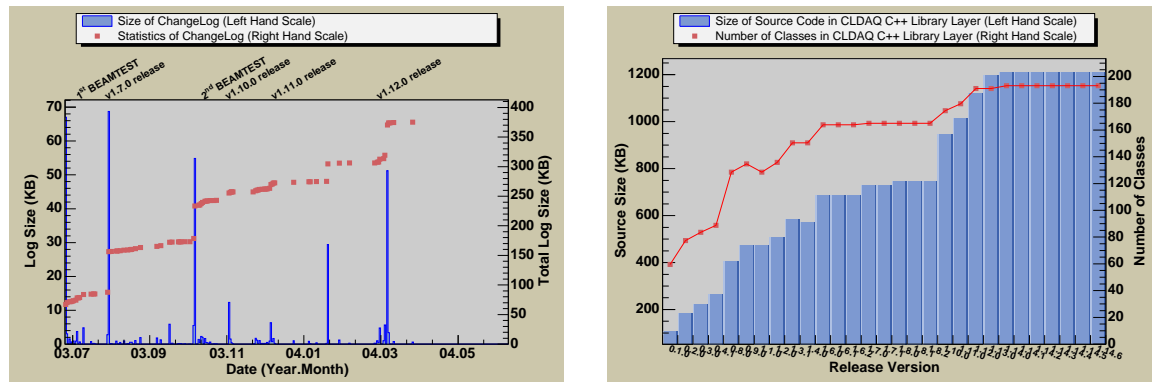 Size of ChangeLog (Left Hand Scale)
Statistics of ChangeLog (Right Hand Scale)
1st BEAMTEST
v1.7.0 release
2nd BEAMTEST
v1.10.0 release
v1.11.0 release
v1.12.0 release
70
60
50
40
30
20
10
0
Log Size (KB)
400
350
300
250
200
150
100
50
0
Total Log Size (KB)
03.07
03.09
03.11
04.01
04.03
04.05
Date (Year.Month)
Size of Source Code in CLDAQ C++ Library Layer (Left Hand Scale)
Number of Classes in CLDAQ C++ Library Layer (Right Hand Scale)
1200
1000
800
600
400
200
Source Size (KB)
200
180
160
140
120
100
80
60
40
20
0
Number of Classes
Release Version